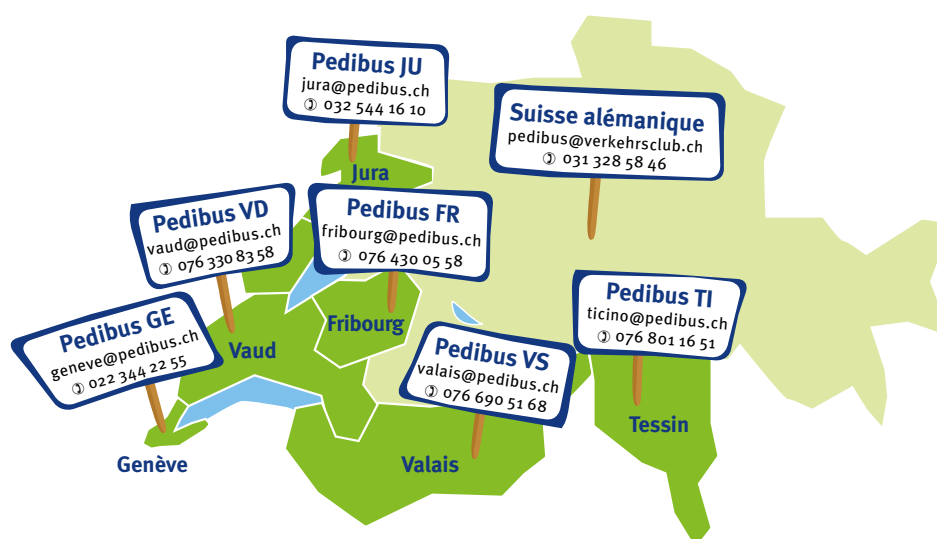 Pedibus JU
jura@pedibus.ch
✆ 032 544 16 10
Suisse alémanique
pedibus@verkehrsclub.ch
✆ 031 328 58 46
Jura
Pedibus VD
vaud@pedibus.ch
✆ 076 330 83 58
Pedibus FR
fribourg@pedibus.ch
✆ 076 430 05 58
Pedibus GE
geneve@pedibus.ch
✆ 022 344 22 55
Vaud
Fribourg
Pedibus VS
valais@pedibus.ch
✆ 076 690 51 68
Pedibus TI
ticino@pedibus.ch
✆ 076 801 16 51
Tessin
Genève
Valais